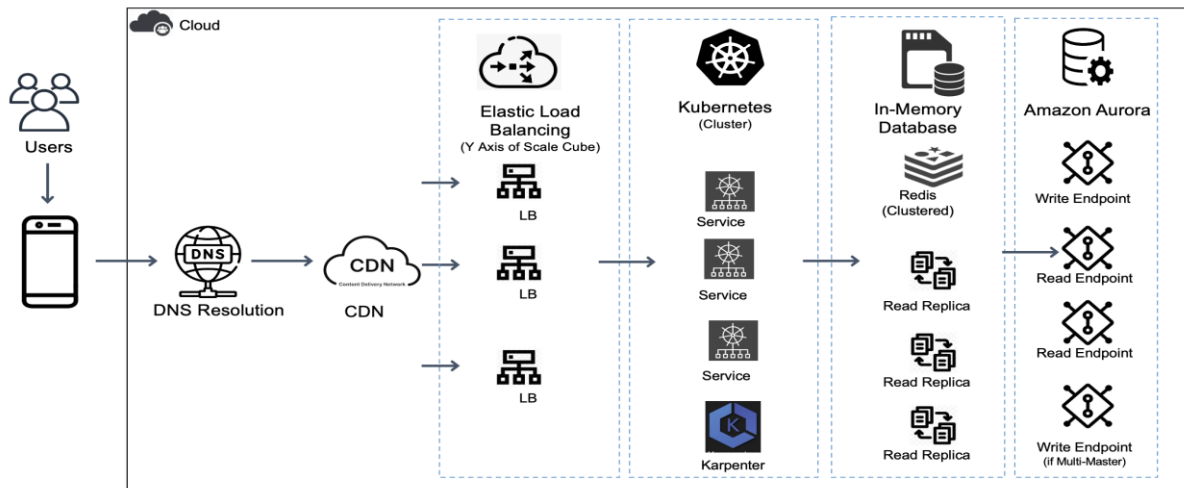 Cloud
Users
DNS
DNS Resolution
CDN
Content Delivery Network
CDN
Elastic Load
Balancing
(Y Axis of Scale Cube)
LB
LB
LB
Kubernetes
(Cluster)
Service
Service
Service
K
Karpenter
In-Memory
Database
Redis
(Clustered)
Read Replica
Read Replica
Read Replica
Amazon Aurora
Write Endpoint
Read Endpoint
Read Endpoint
Write Endpoint
(if Multi-Master)